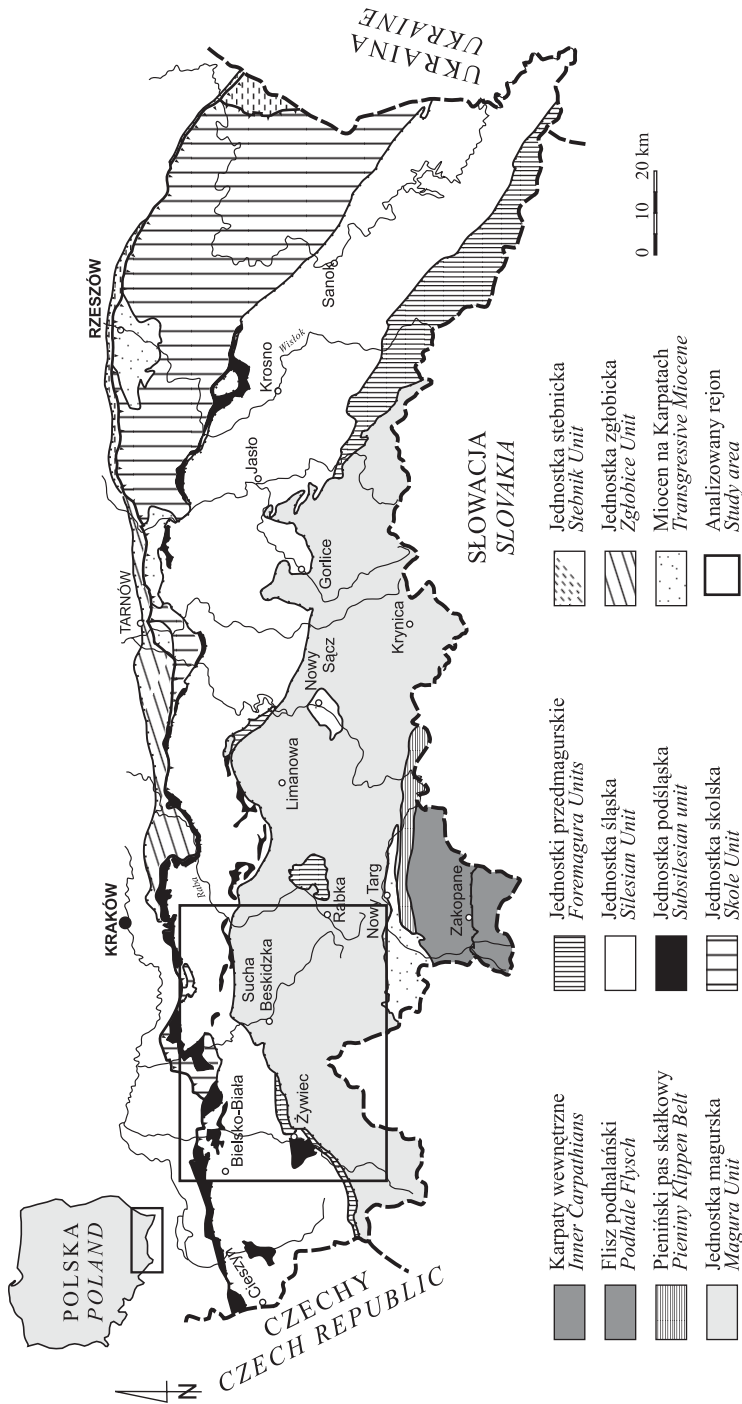 N
POLSKA
POLAND
CZECHY
CZECH REPUBLIC
UKRAINA
UKRAINE
SŁOWACJA
SLOVAKIA
KRAKÓW
TARNÓW
RZESZÓW
Cieszyn
Bielsko-Biała
Żywiec
Sucha
Beskidzka
Raba
Rabka
Nowy Targ
Zakopane
Limanowa
Nowy
Sącz
Krynica
Gorlice
Jasło
Krosno
Wisłok
Sanok
0 10 20 km
Karpaty wewnętrzne
Inner Carpathians
Flisz podhalański
Podhale Flysch
Pieniński pas skałkowy
Pieniny Klippen Belt
Jednostka magurska
Magura Unit
Jednostki przedmagurskie
Foremagura Units
Jednostka śląska
Silesian Unit
Jednostka podśląska
Subsilesian unit
Jednostka skolska
Skole Unit
Jednostka stebnicka
Stebnik Unit
Jednostka zgłobicka
Zgłobice Unit
Miocen na Karpatach
Transgressive Miocene
Analizowany rejon
Study area